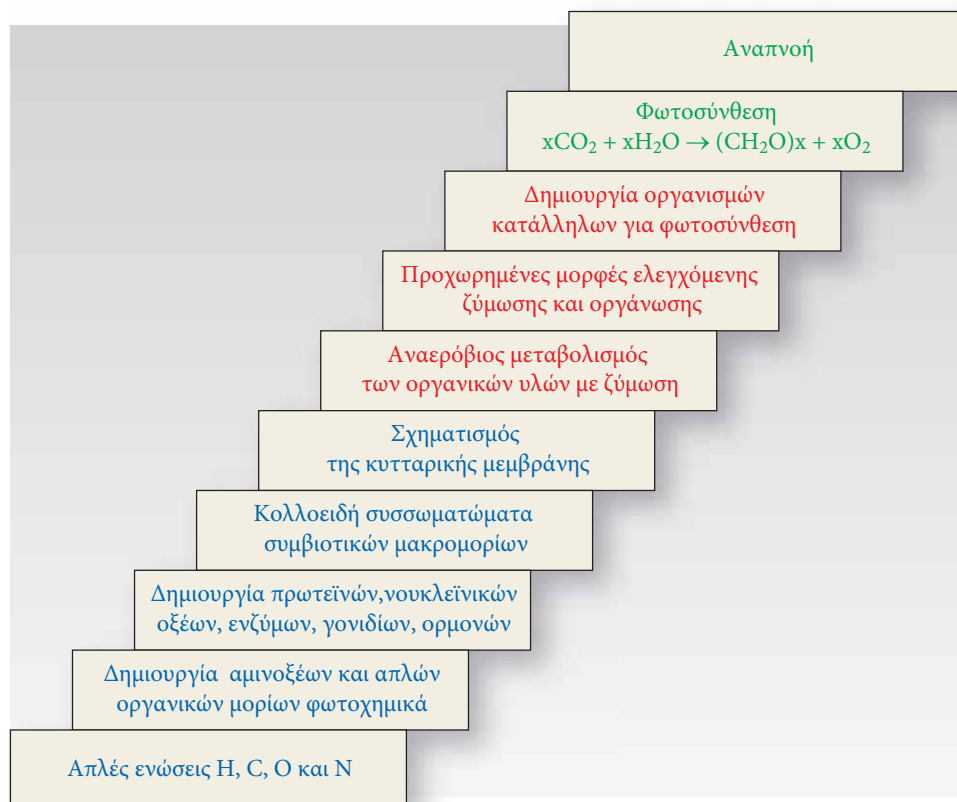 Αναπνοή
Φωτοσύνθεση
xCO₂ + xH₂O → (CH₂O)x + xO₂
Δημιουργία οργανισμών
κατάλληλων για φωτοσύνθεση
Προχωρημένες μορφές ελεγχόμενης
ζύμωσης και οργάνωσης
Αναερόβιος μεταβολισμός
των οργανικών υλών με ζύμωση
Σχηματισμός
της κυτταρικής μεμβράνης
Κολλοειδή συσσωματώματα
συμβιοτικών μακρομορίων
Δημιουργία πρωτεϊνών,νουκλεϊνικών
οξέων, ενζύμων, γονιδίων, ορμονών
Δημιουργία αμινοξέων και απλών
οργανικών μορίων φωτοχημικά
Απλές ενώσεις H, C, O και N